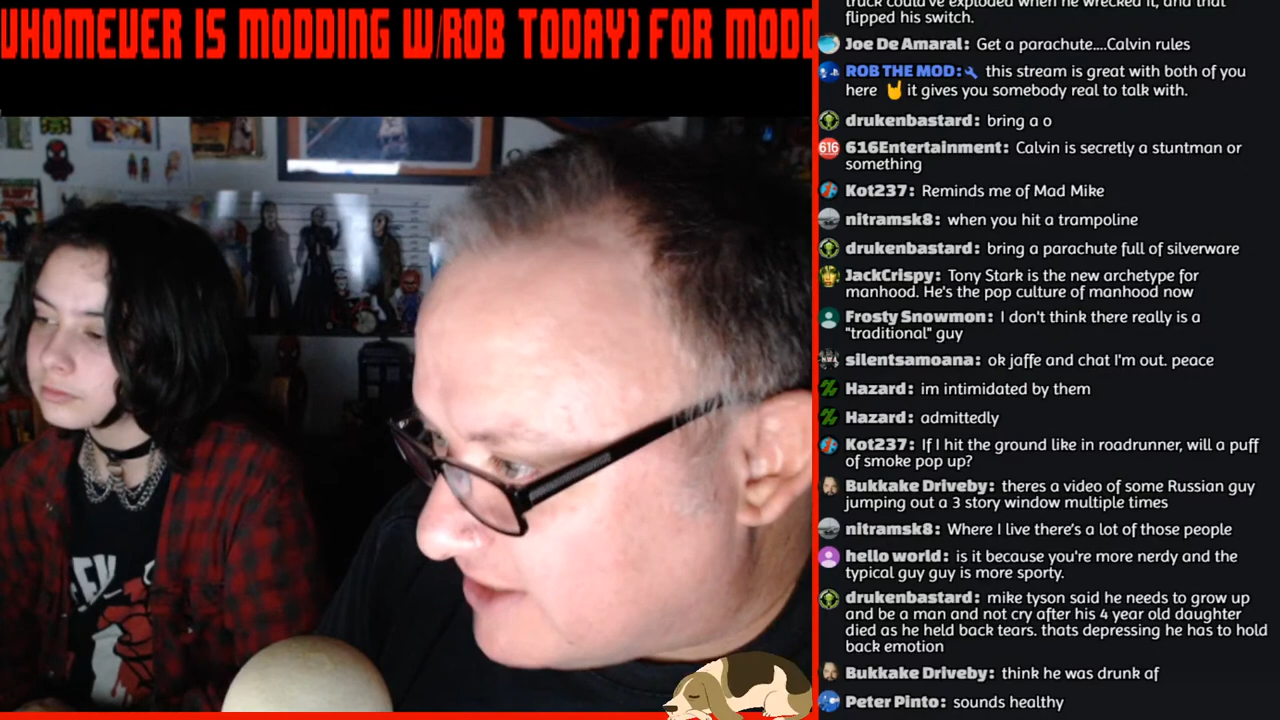 WHOMEVER IS MODDING W/ROB TODAY) FOR MODD
truck could've exploded when he wrecked it, and that
flipped his switch.
Joe De Amaral: Get a parachute....Calvin rules
ROB THE MOD: this stream is great with both of you
here 🤘 it gives you somebody real to talk with.
drukenbastard: bring a o
616
616Entertainment: Calvin is secretly a stuntman or
something
Kot237: Reminds me of Mad Mike
nitramsk8: when you hit a trampoline
drukenbastard: bring a parachute full of silverware
JackCrispy: Tony Stark is the new archetype for
manhood. He's the pop culture of manhood now
Frosty Snowmon: I don't think there really is a
"traditional" guy
silentsamoana: ok jaffe and chat I'm out. peace
Hazard: im intimidated by them
Hazard: admittedly
Kot237: If I hit the ground like in roadrunner, will a puff
of smoke pop up?
Bukkake Driveby: theres a video of some Russian guy
jumping out a 3 story window multiple times
nitramsk8: Where I live there's a lot of those people
hello world: is it because you're more nerdy and the
typical guy guy is more sporty.
drukenbastard: mike tyson said he needs to grow up
and be a man and not cry after his 4 year old daughter
died as he held back tears. thats depressing he has to hold
back emotion
Bukkake Driveby: think he was drunk af
Peter Pinto: sounds healthy